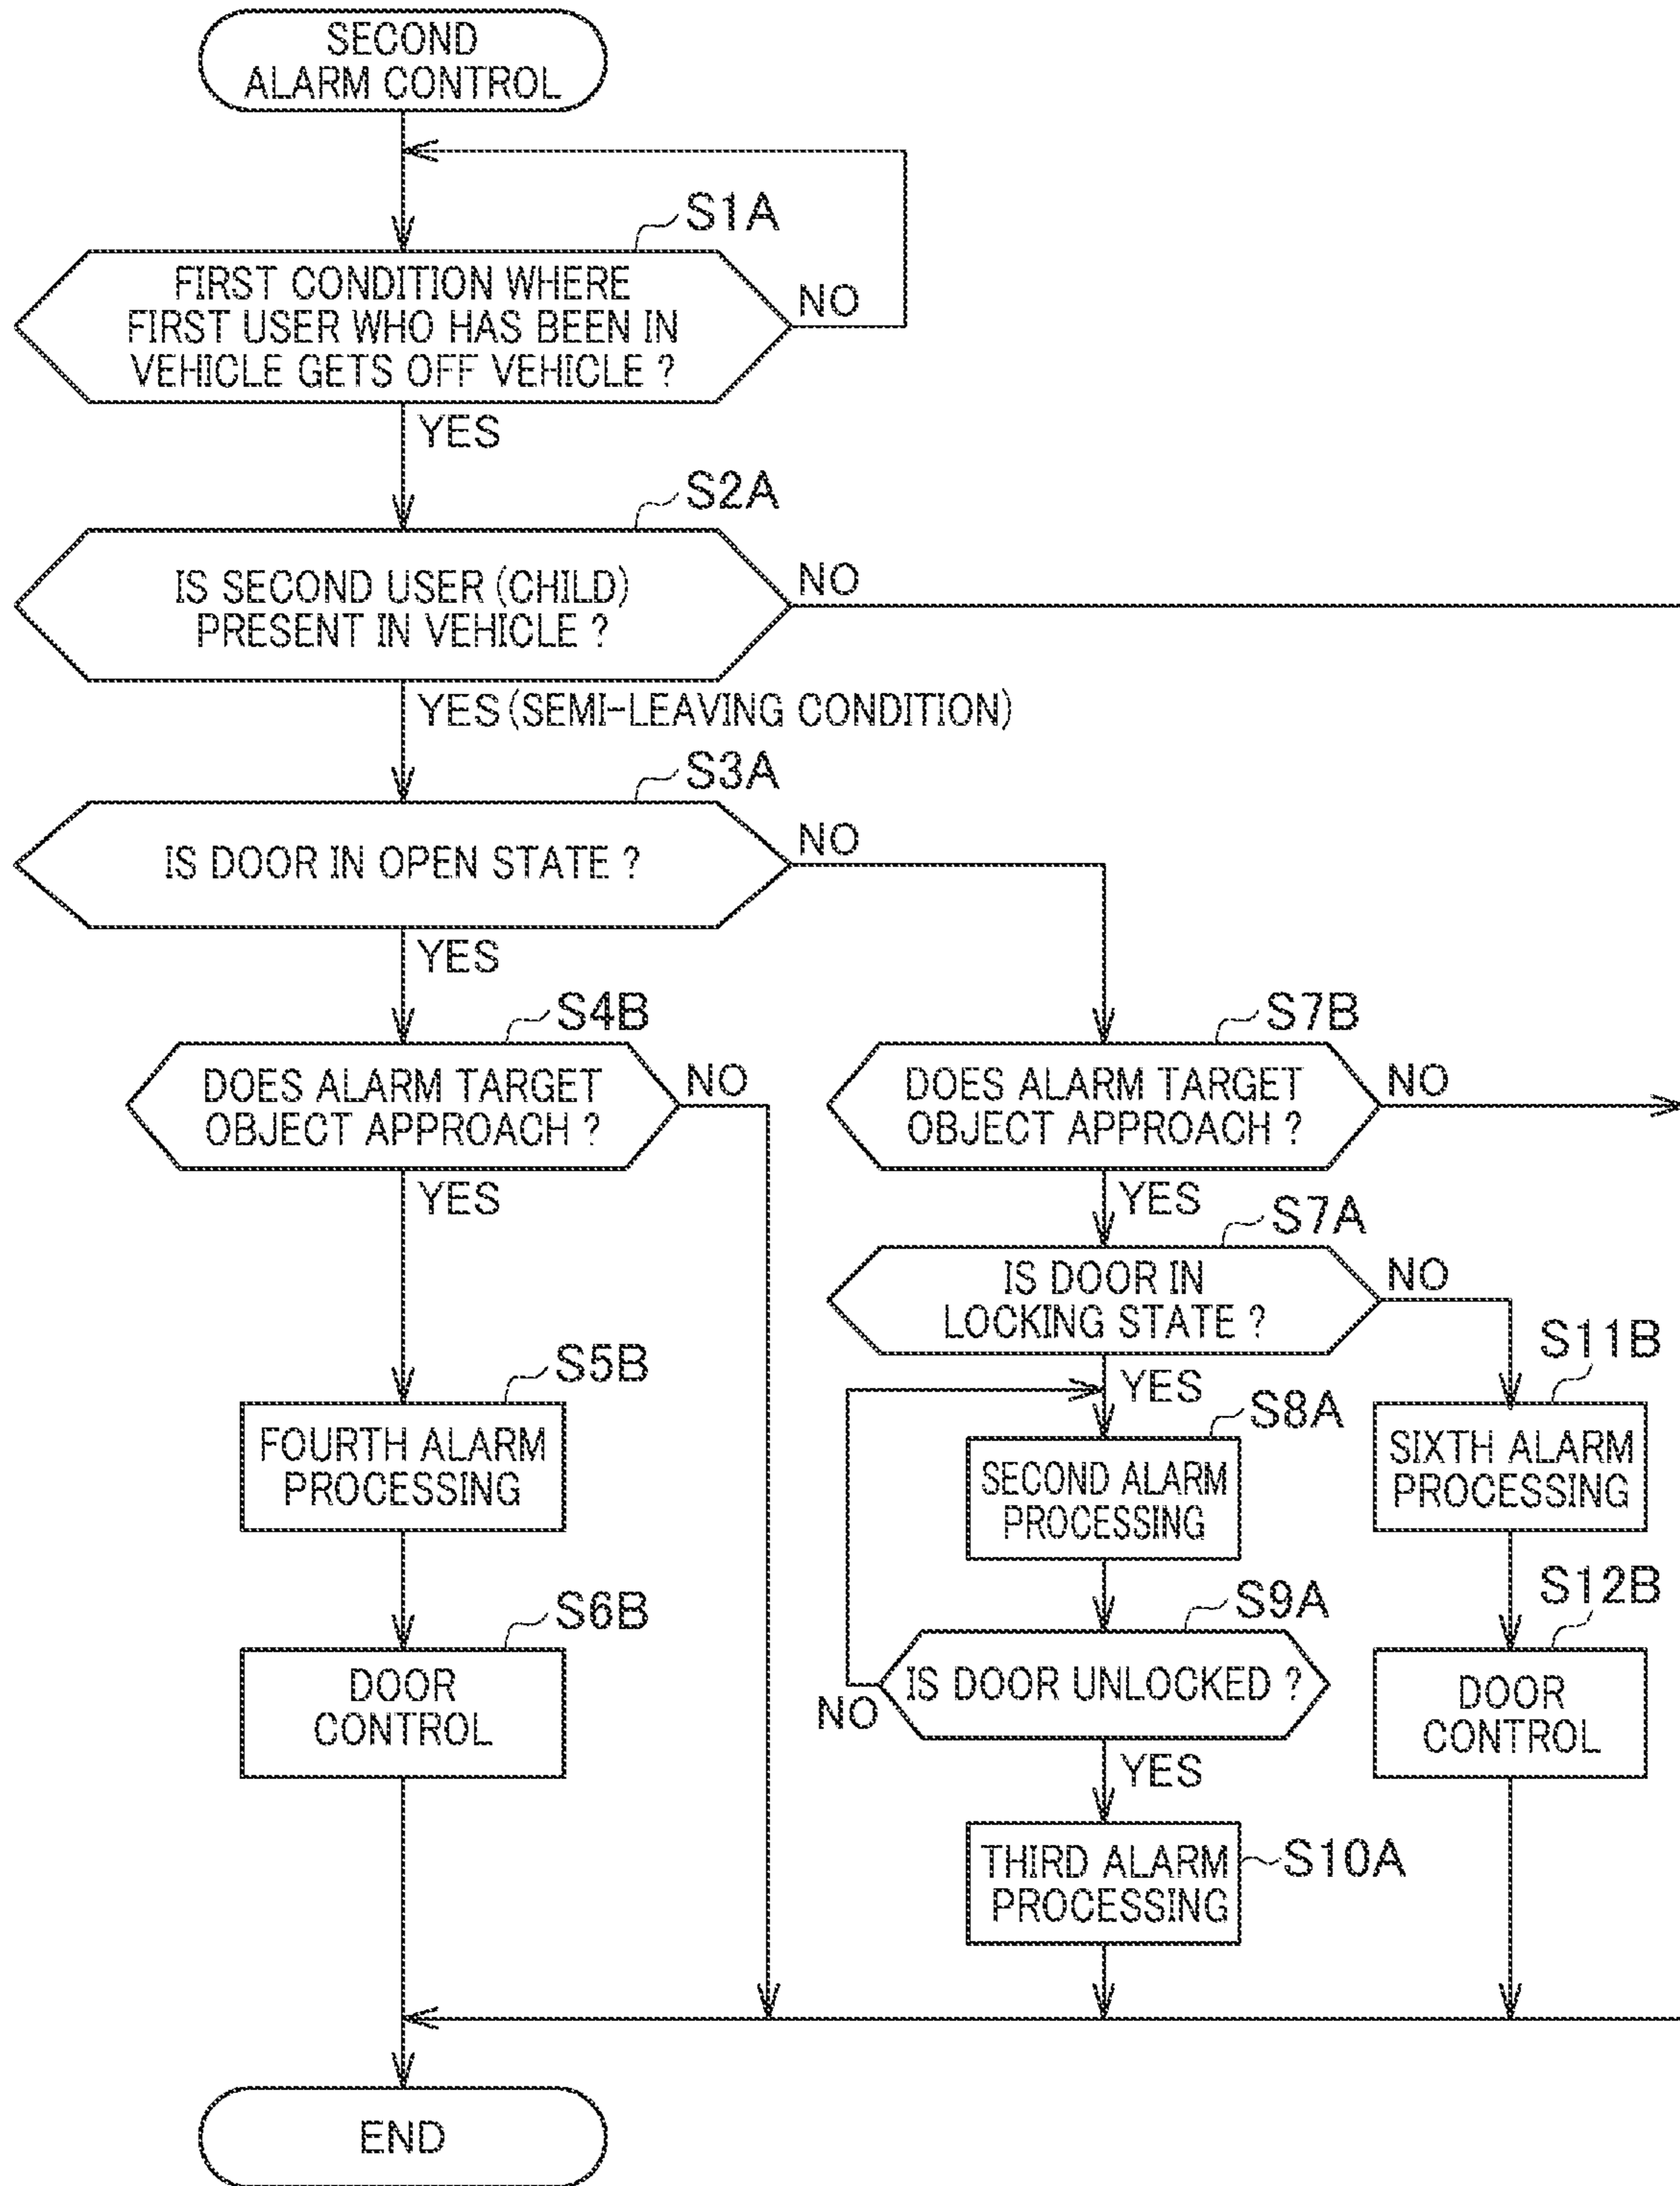 SECOND
ALARM CONTROL
S1A
FIRST CONDITION WHERE
FIRST USER WHO HAS BEEN IN
VEHICLE GETS OFF VEHICLE ?
NO
YES
S2A
IS SECOND USER (CHILD)
PRESENT IN VEHICLE ?
NO
YES (SEMI-LEAVING CONDITION)
S3A
IS DOOR IN OPEN STATE ?
NO
YES
S4B
DOES ALARM TARGET
OBJECT APPROACH ?
NO
YES
S7B
DOES ALARM TARGET
OBJECT APPROACH ?
NO
YES
S7A
IS DOOR IN
LOCKING STATE ?
NO
YES
S5B
FOURTH ALARM
PROCESSING
S8A
SECOND ALARM
PROCESSING
S11B
SIXTH ALARM
PROCESSING
S6B
DOOR
CONTROL
S9A
IS DOOR UNLOCKED ?
NO
YES
S12B
DOOR
CONTROL
THIRD ALARM
PROCESSING
S10A
END